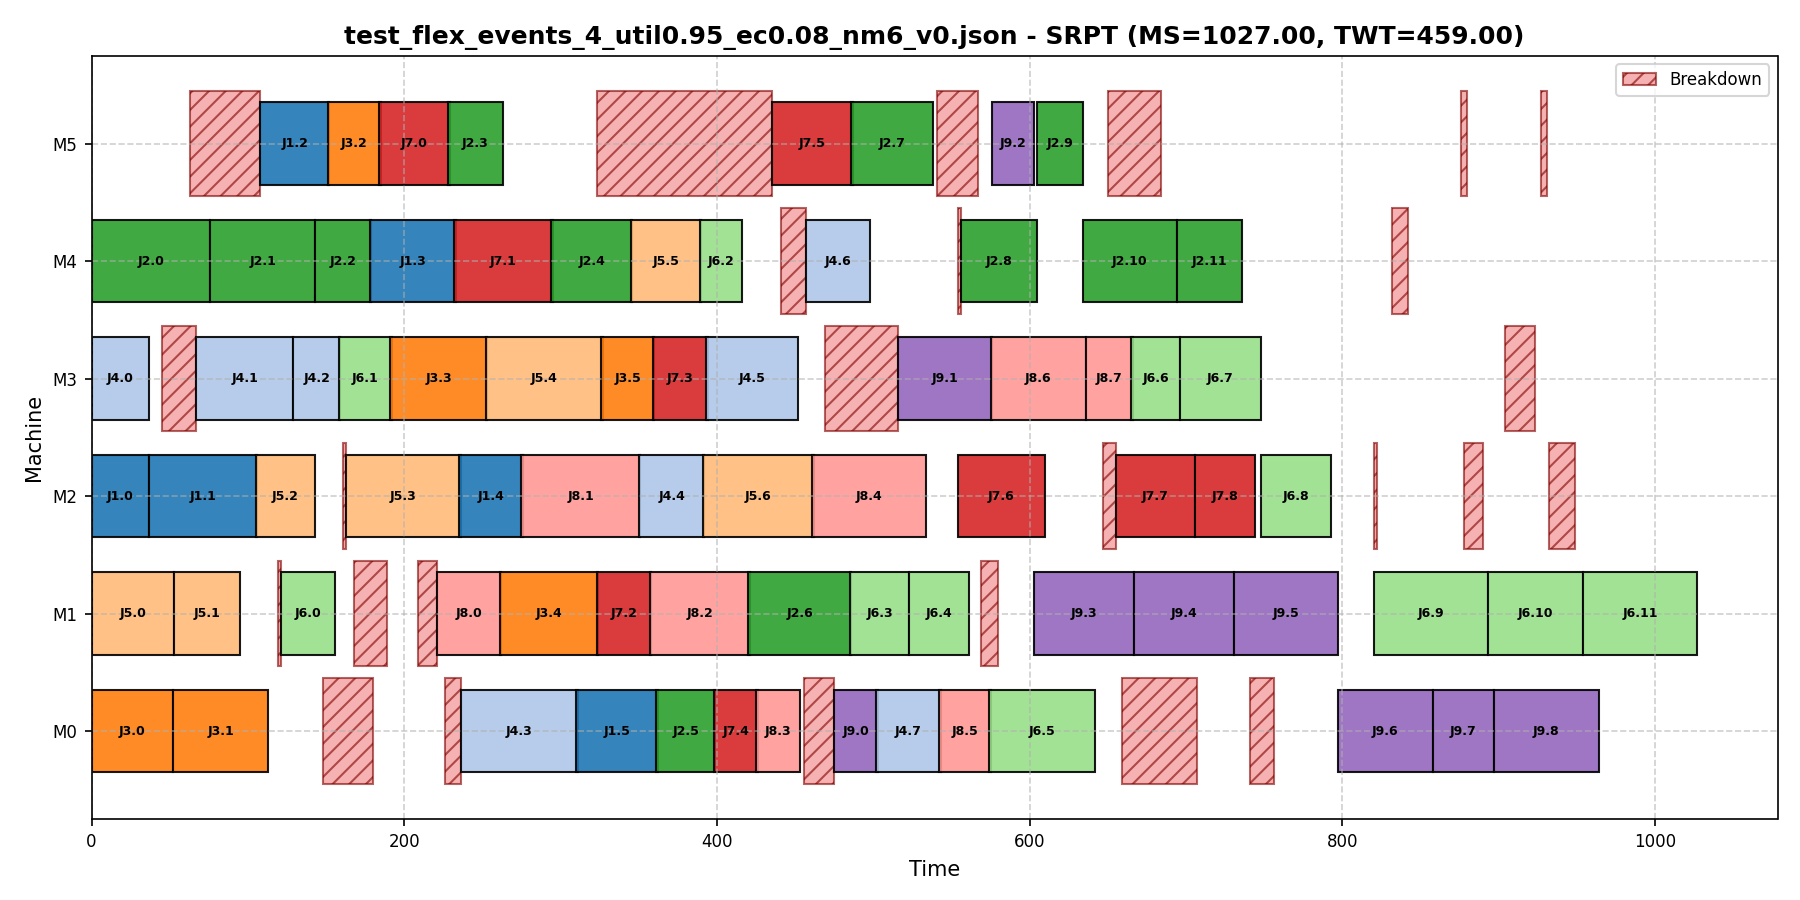 test_flex_events_4_util0.95_ec0.08_nm6_v0.json - SRPT (MS=1027.00, TWT=459.00)
Breakdown
M5
J1.2 J3.2 J7.0 J2.3 J7.5 J2.7 J9.2 J2.9
M4
J2.0 J2.1 J2.2 J1.3 J7.1 J2.4 J5.5 J6.2 J4.6 J2.8 J2.10 J2.11
M3
J4.0 J4.1 J4.2 J6.1 J3.3 J5.4 J3.5 J7.3 J4.5 J9.1 J8.6 J8.7 J6.6 J6.7
M2
J1.0 J1.1 J5.2 J5.3 J1.4 J8.1 J4.4 J5.6 J8.4 J7.6 J7.7 J7.8 J6.8
M1
J5.0 J5.1 J6.0 J8.0 J3.4 J7.2 J8.2 J2.6 J6.3 J6.4 J9.3 J9.4 J9.5 J6.9 J6.10 J6.11
M0
J3.0 J3.1 J4.3 J1.5 J2.5 J7.4 J8.3 J9.0 J4.7 J8.5 J6.5 J9.6 J9.7 J9.8
Machine
0 200 400 600 800 1000
Time